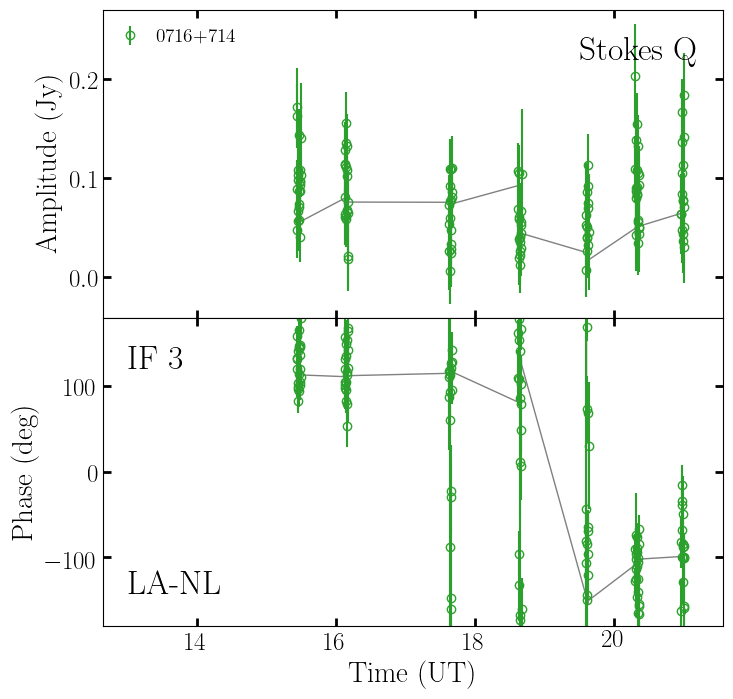 0716+714
Stokes Q
0.2
0.1
0.0
Amplitude (Jy)
IF 3
100
0
−100
Phase (deg)
LA-NL
14 16 18 20
Time (UT)